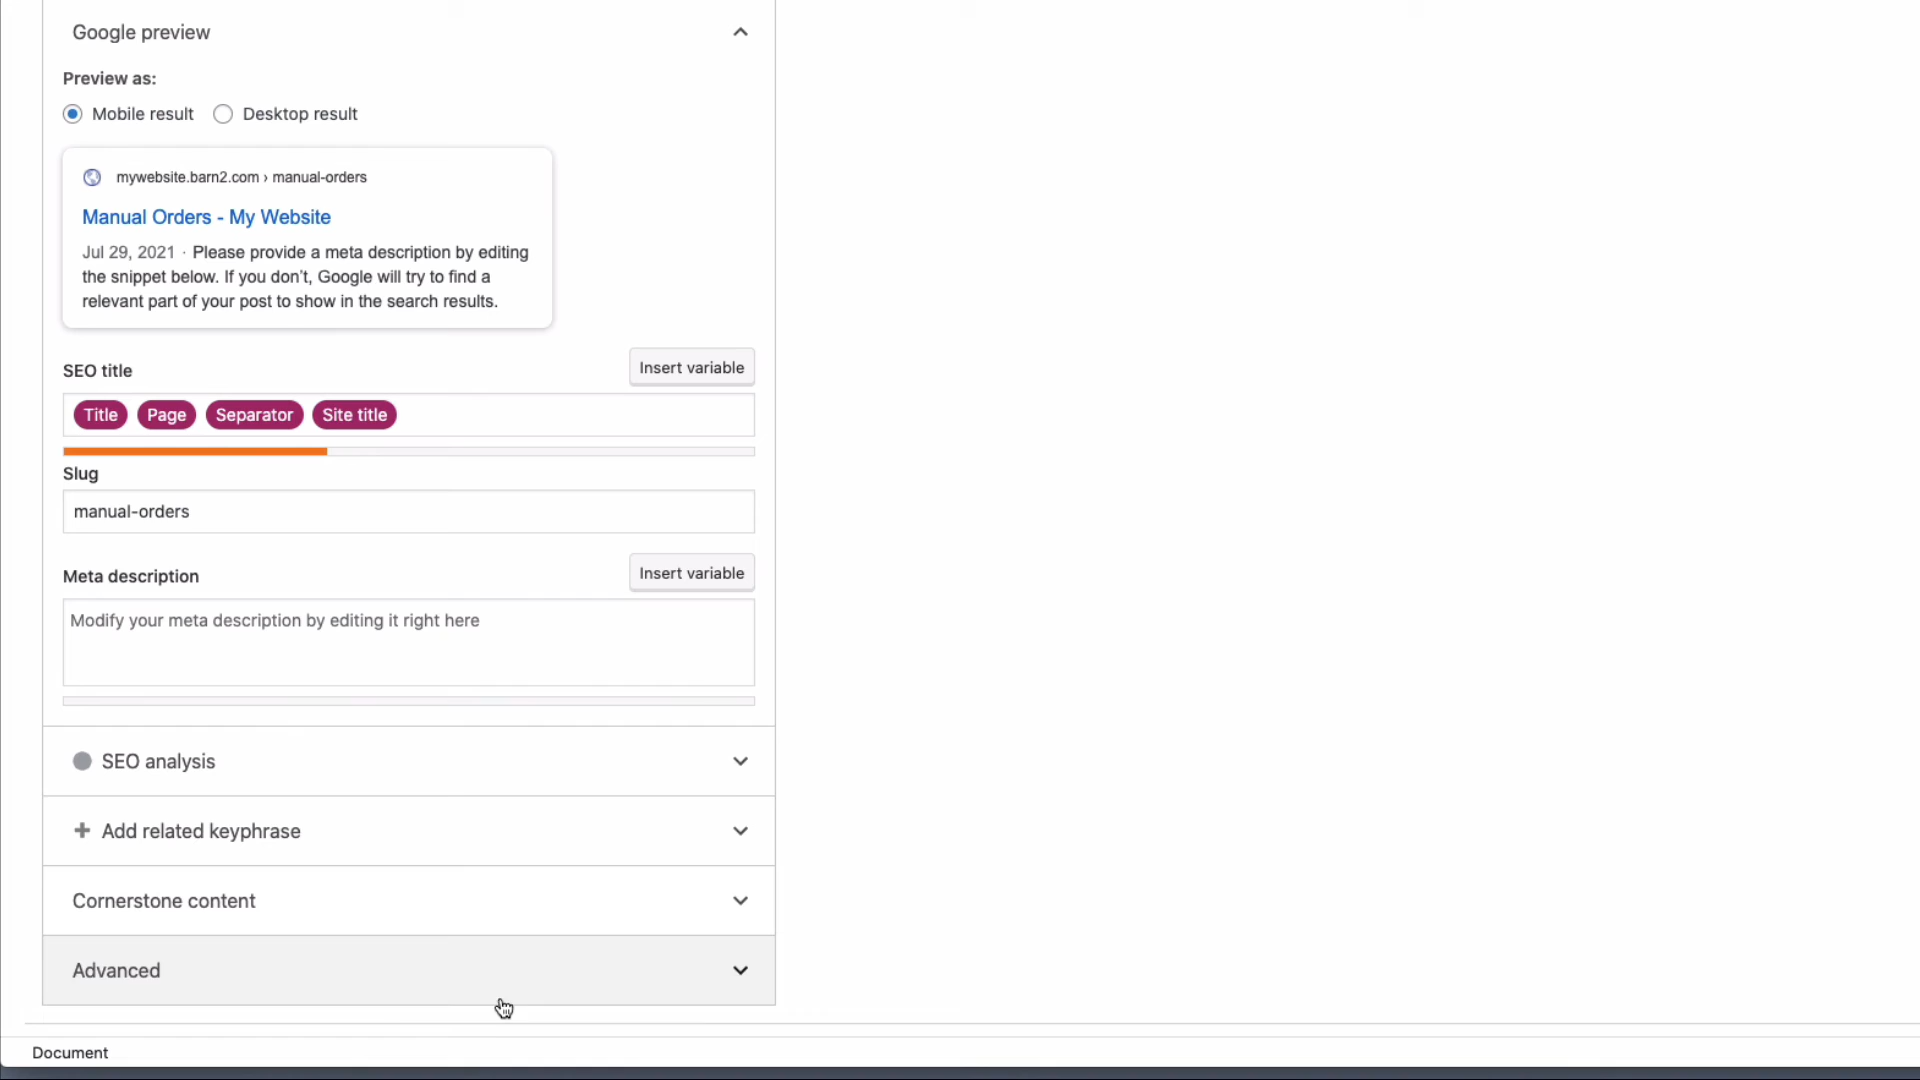 Google preview
Preview as:
Mobile result Desktop result
mywebsite.barn2.com › manual-orders
Manual Orders - My Website
Jul 29, 2021 · Please provide a meta description by editing
the snippet below. If you don’t, Google will try to find a
relevant part of your post to show in the search results.
SEO title Insert variable
Title Page Separator Site title
Slug
manual-orders
Meta description Insert variable
Modify your meta description by editing it right here
SEO analysis
Add related keyphrase
Cornerstone content
Advanced
Document